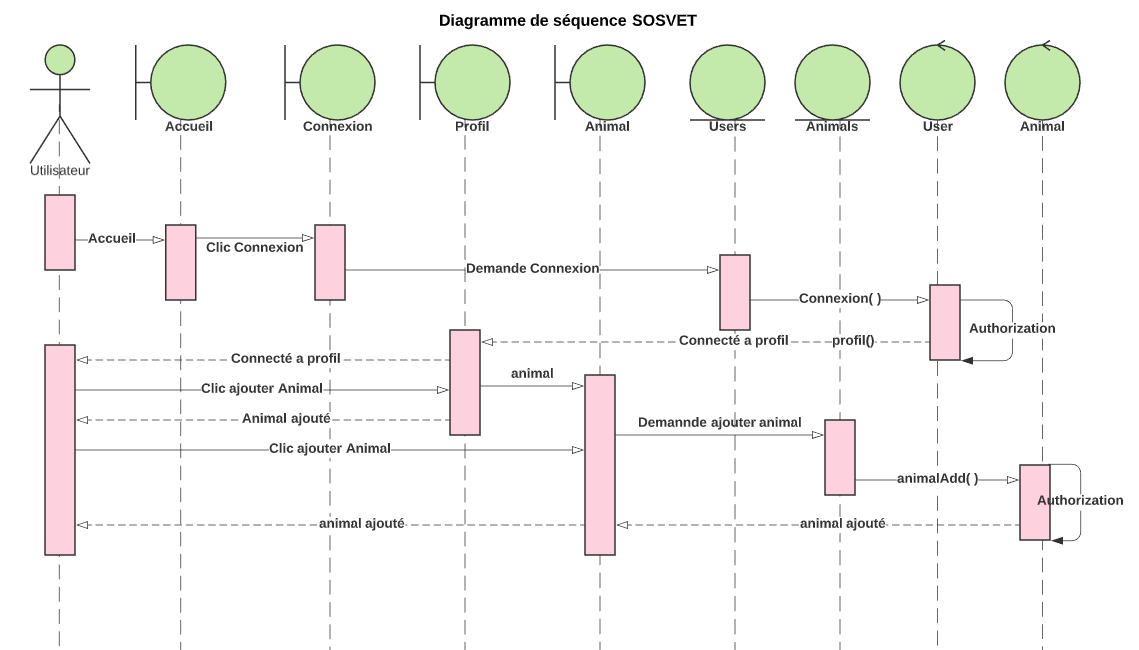 Diagramme de séquence SOSVET
Utilisateur
Accueil
Connexion
Profil
Animal
Users
Animals
User
Animal
Accueil
Clic Connexion
Demande Connexion
Connexion( )
Authorization
Connecté a profil
profil()
Connecté a profil
animal
Clic ajouter Animal
Animal ajouté
Demannde ajouter animal
Clic ajouter Animal
animalAdd( )
Authorization
animal ajouté
animal ajouté